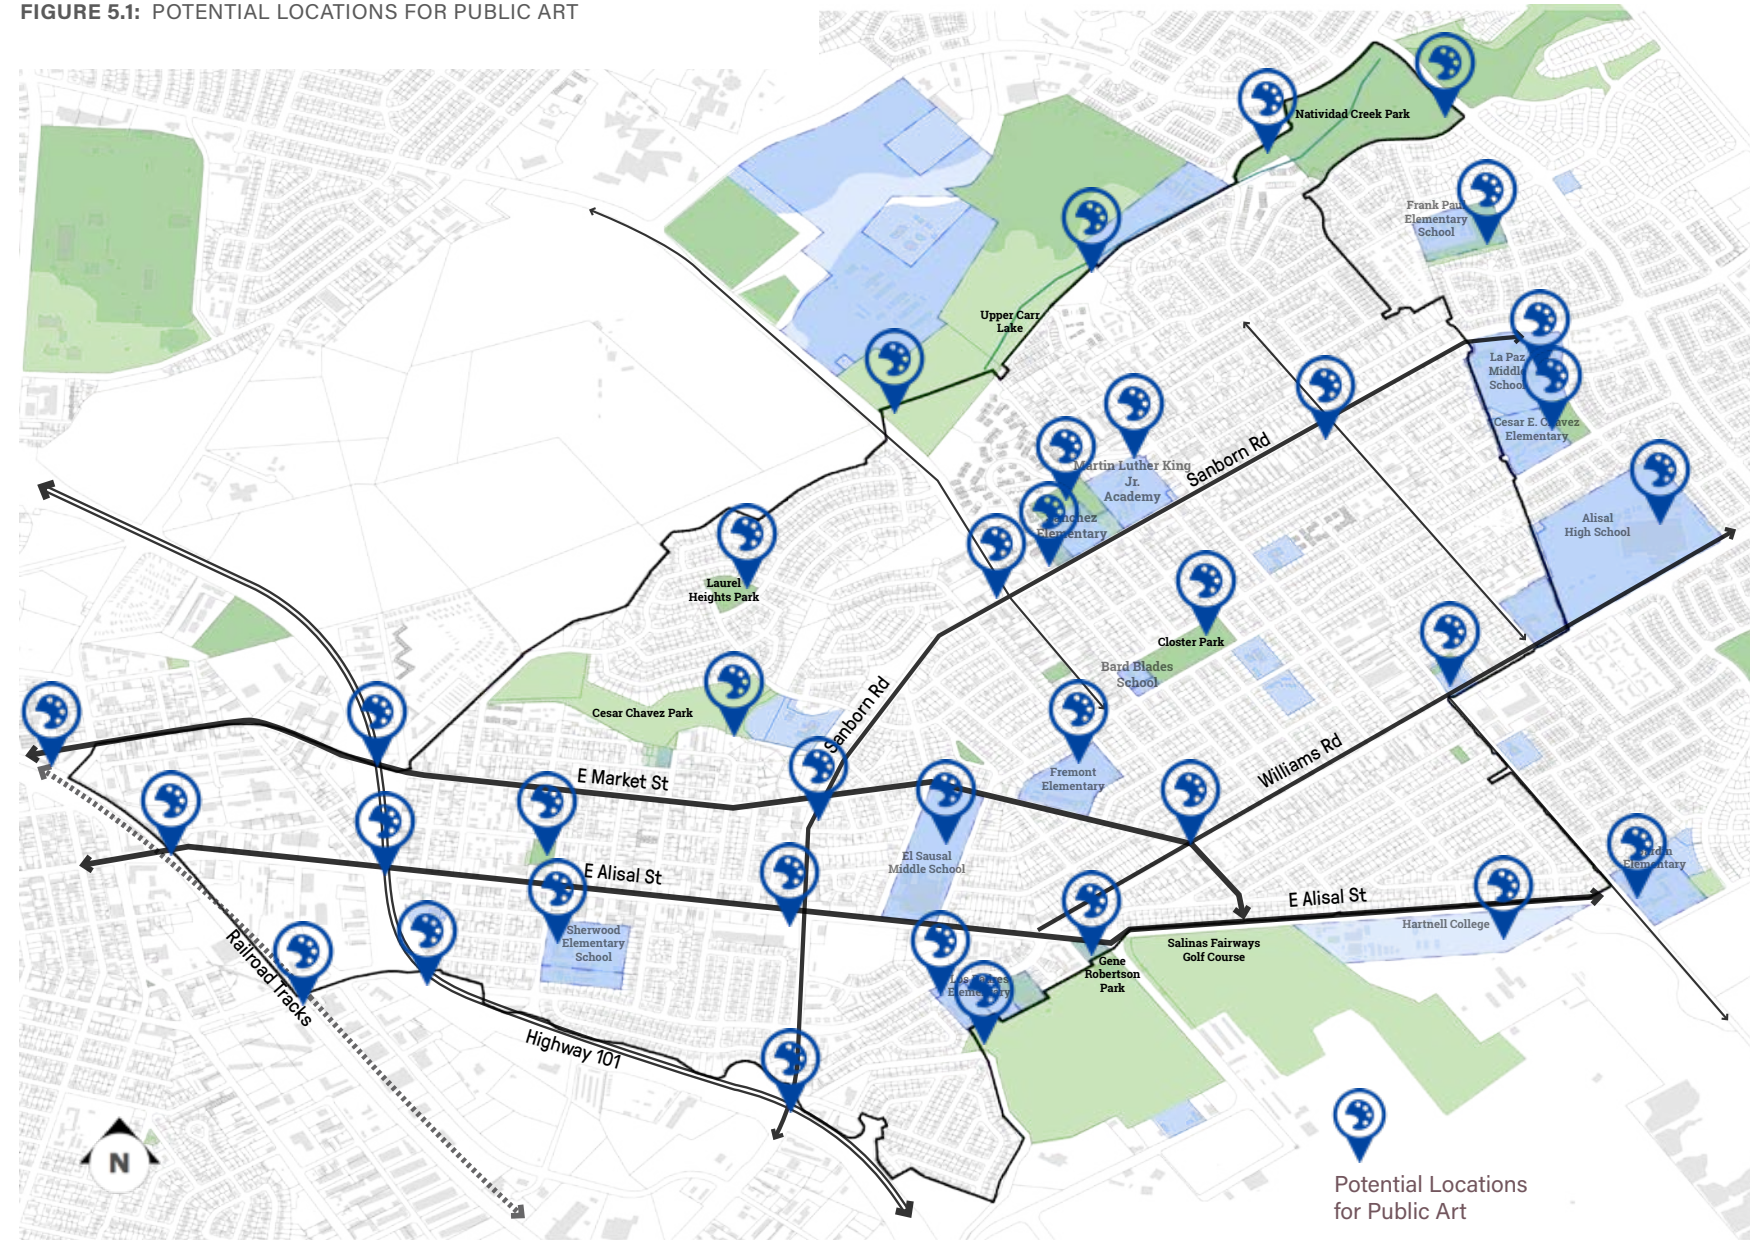 FIGURE 5.1: POTENTIAL LOCATIONS FOR PUBLIC ART
Natividad Creek Park
Frank Paul
Elementary
School
Upper Carr
Lake
La Paz
Middle
School
Cesar E. Chavez
Elementary
Martin Luther King
Jr.
Academy
Sanborn Rd
Sanchez
Elementary
Alisal
High School
Laurel
Heights Park
Closter Park
Bard Blades
School
Cesar Chavez Park
Sanborn Rd
E Market St
Fremont
Elementary
Williams Rd
El Sausal
Middle School
E Alisal St
Elementary
E Alisal St
Hartnell College
Sherwood
Elementary
School
Salinas Fairways
Golf Course
Gene
Robertson
Park
Los Padres
Elementary
Railroad Tracks
Highway 101
N
Potential Locations
for Public Art